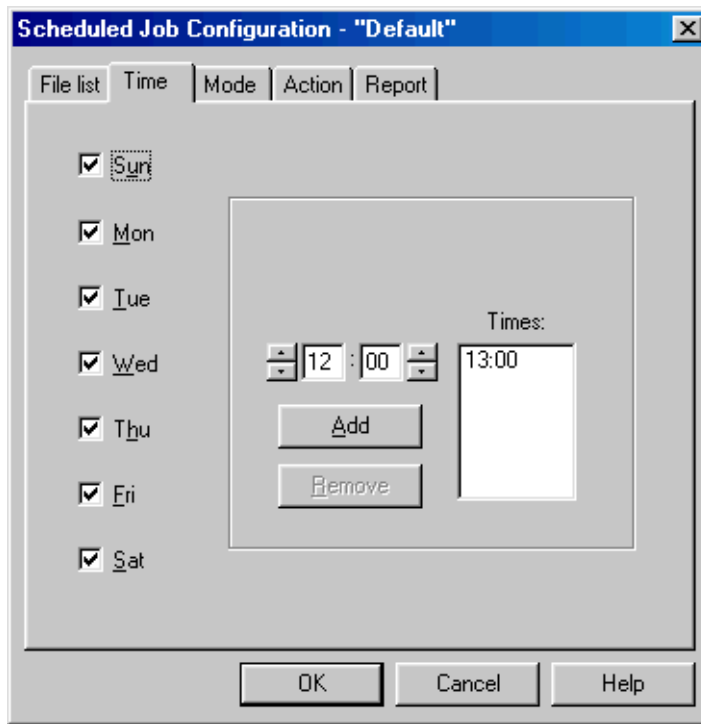 Scheduled Job Configuration - "Default"
File list Time Mode Action Report
Sun
Mon
Tue
Times:
Wed 12 : 00 13:00
Thu Add
Fri Remove
Sat
OK Cancel Help